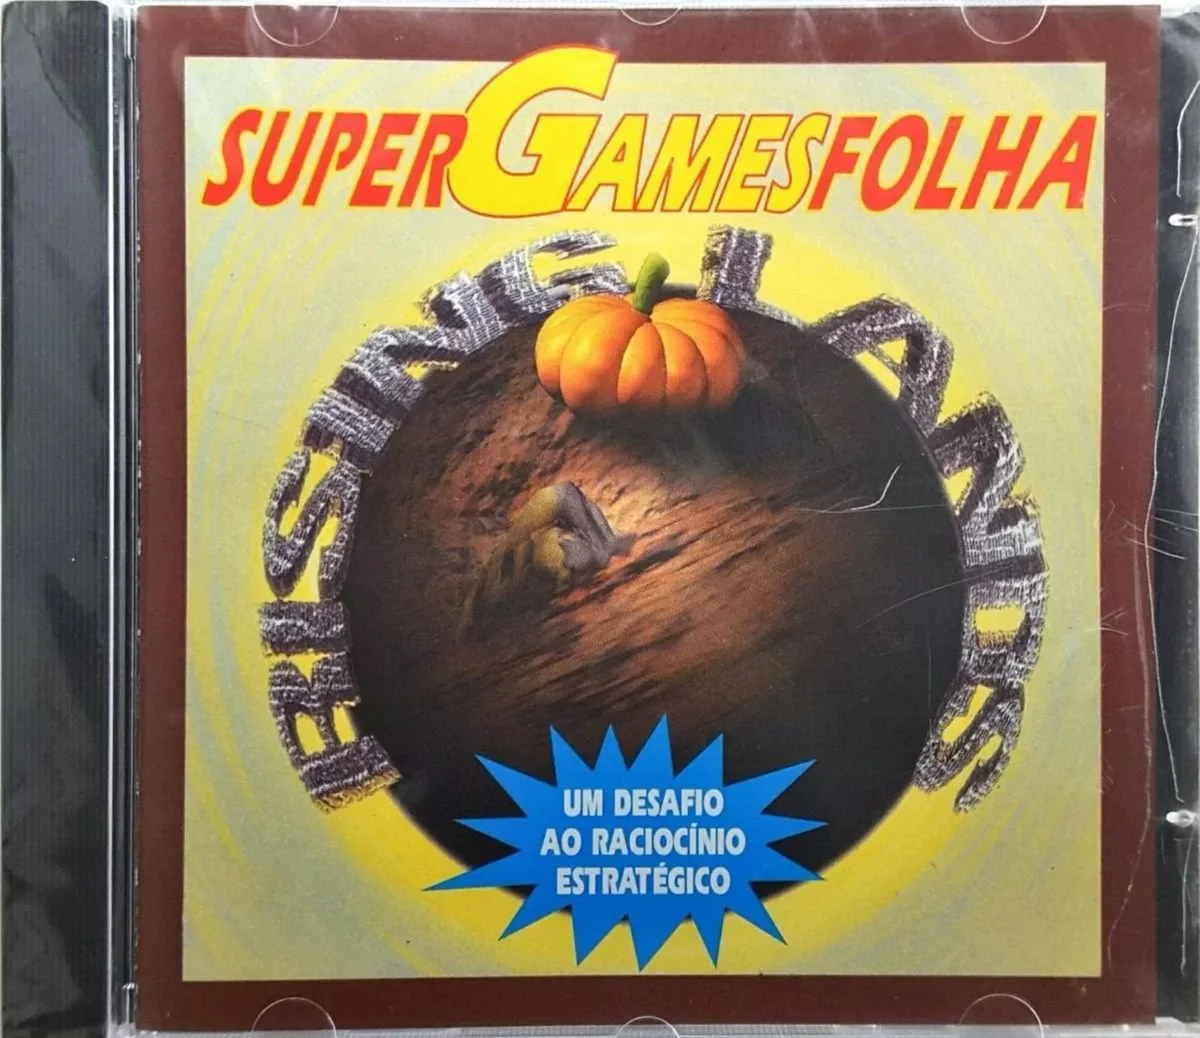 SUPERGAMESFOLHA
RISING LANDS
UM DESAFIO
AO RACIOCÍNIO
ESTRATÉGICO